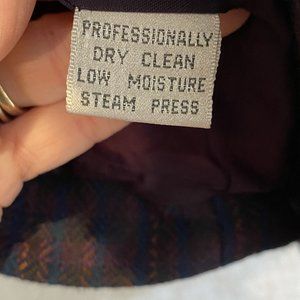 PROFESSIONALLY
DRY CLEAN
LOW MOISTURE
STEAM PRESS